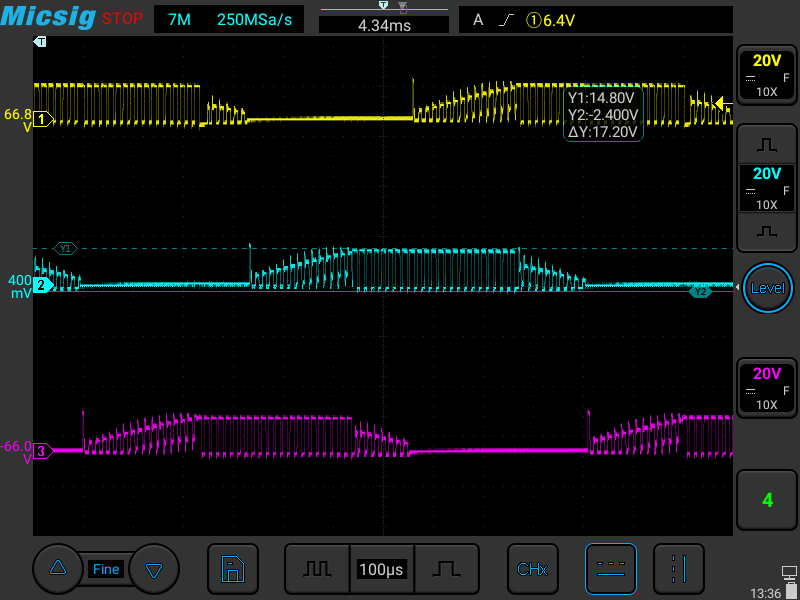 Micsig STOP 7M 250MSa/s 4.34ms A ①6.4V
T
T
20V
F
10X
66.8
V
1
Y1:14.80V
Y2:-2.400V
ΔY:17.20V
20V
F
10X
Y1
400
mV
2
Y2
Level
20V
F
10X
-66.0
V
3
4
Fine 100μs CHx
13:36